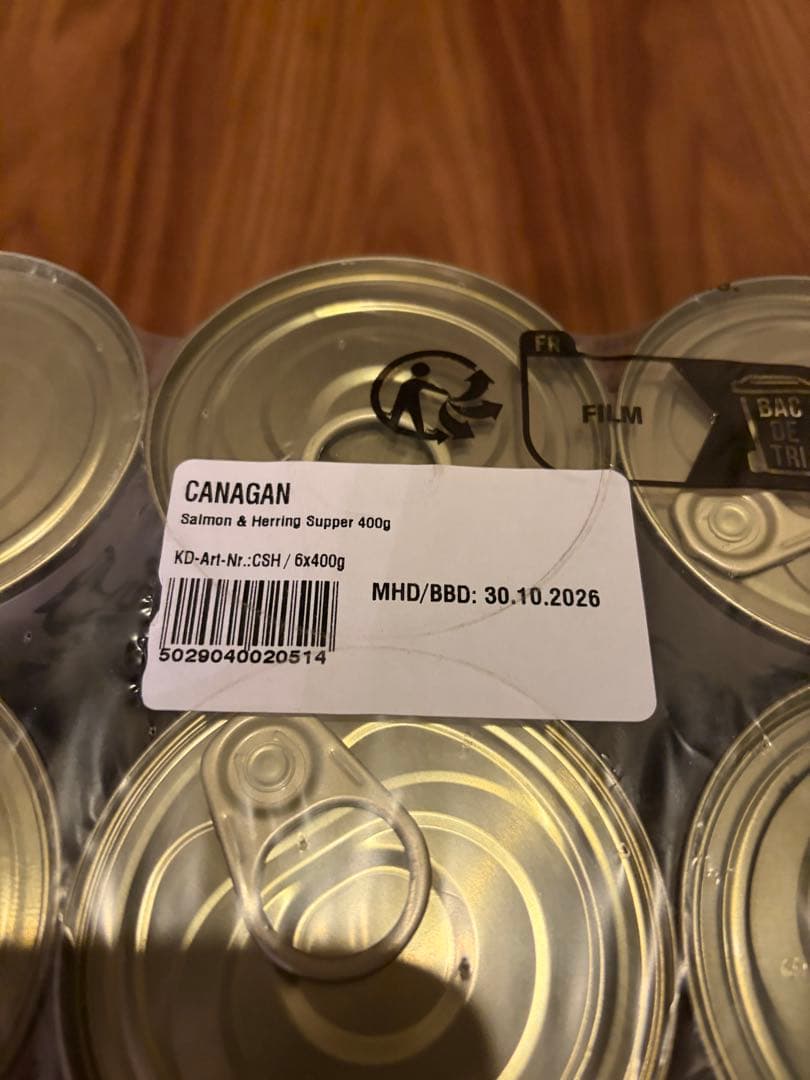 FR
FILM
BAC
DE
TRI
CANAGAN
Salmon & Herring Supper 400g
KD-Art-Nr.:CSH / 6x400g
MHD/BBD: 30.10.2026
5029040020514